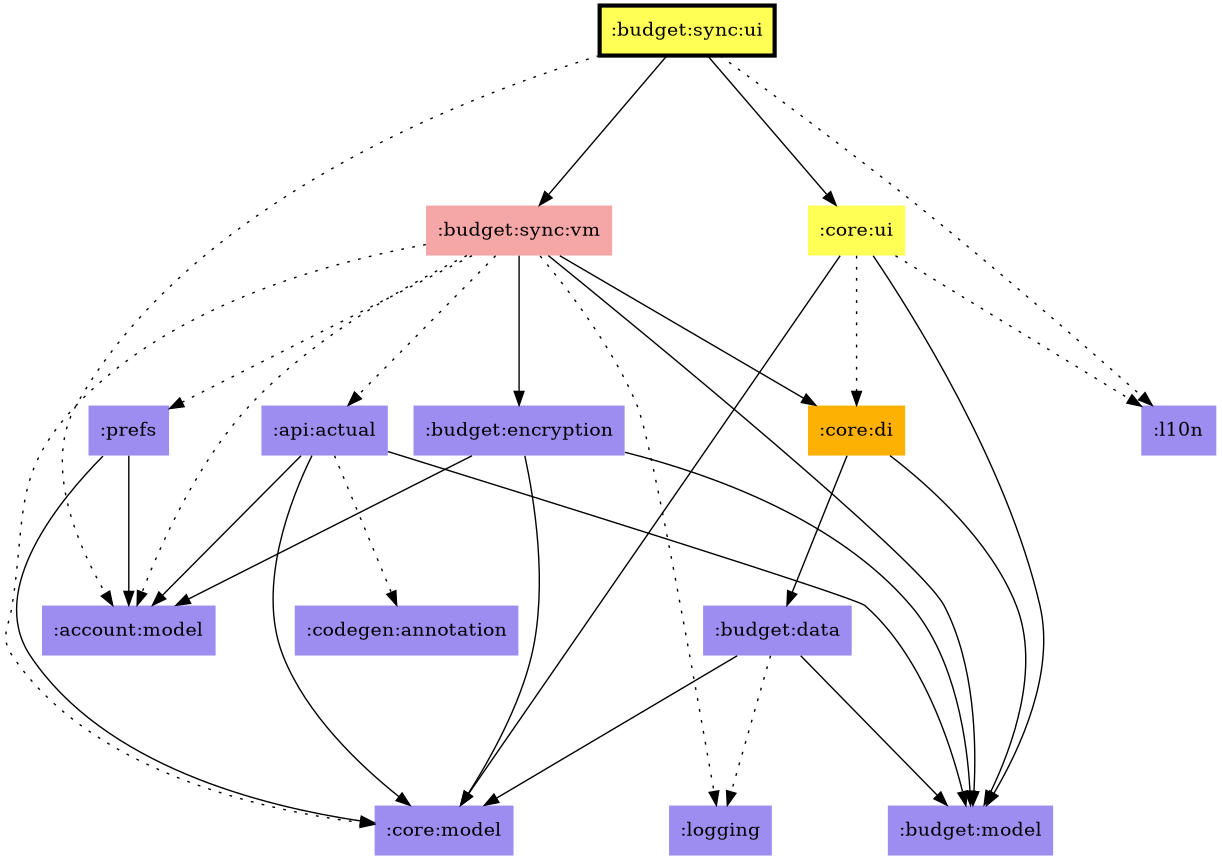 :budget:sync:ui
:budget:sync:vm
:core:ui
:prefs
:api:actual
:budget:encryption
:core:di
:l10n
:account:model
:codegen:annotation
:budget:data
:core:model
:logging
:budget:model